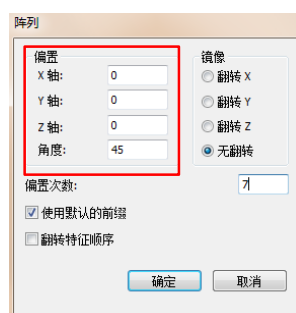 阵列
偏置
X 轴: 0
Y 轴: 0
Z 轴: 0
角度: 45
镜像
翻转 X
翻转 Y
翻转 Z
无翻转
偏置次数: 7
使用默认的前缀
翻转特征顺序
确定
取消